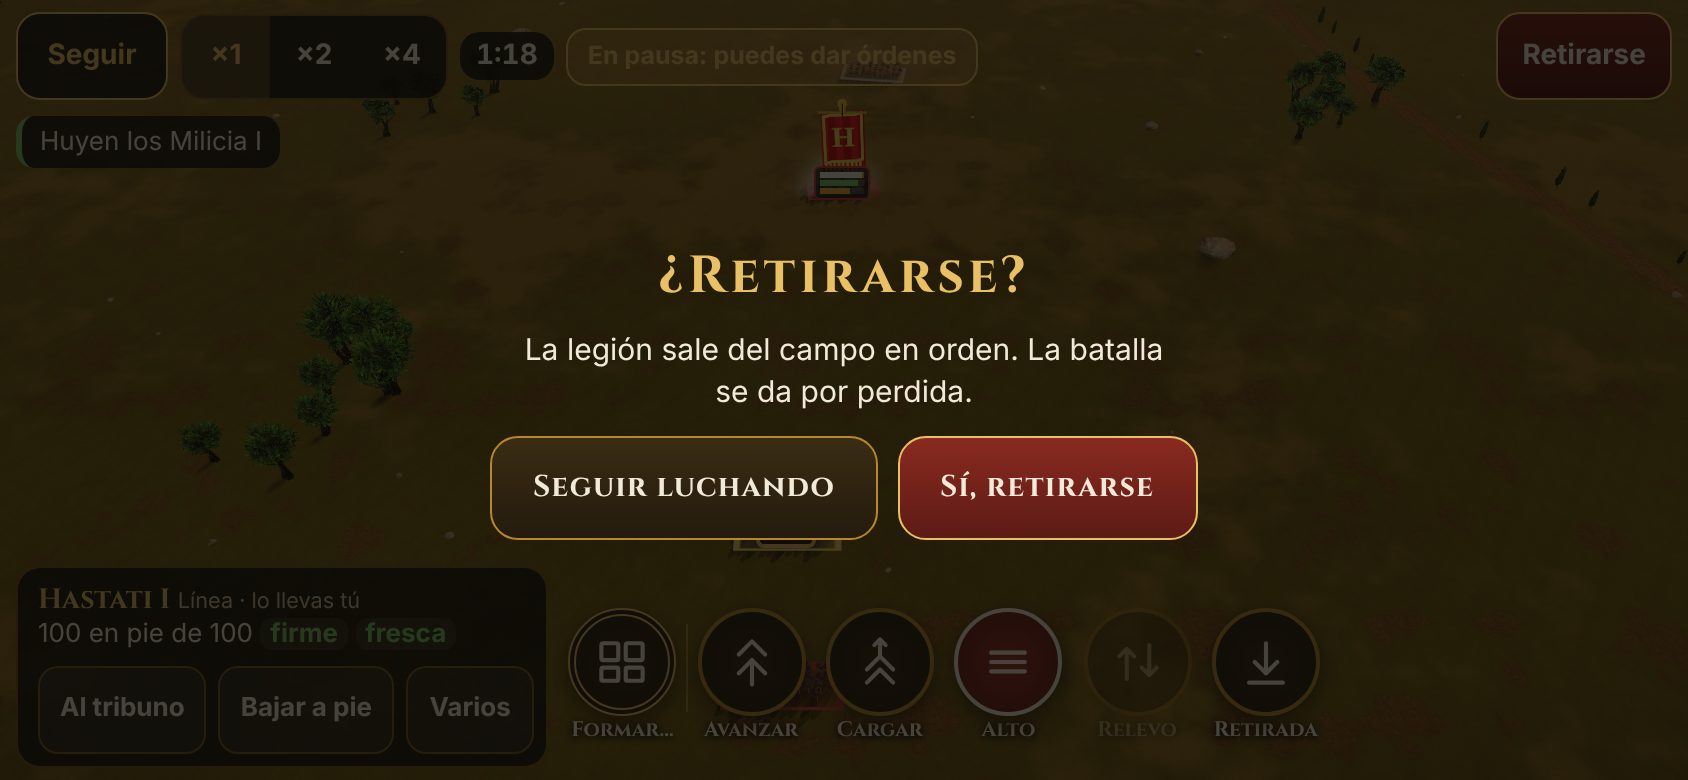 Seguir
×1
×2
×4
1:18
En pausa: puedes dar órdenes
Retirarse
Huyen los Milicia I
H
¿Retirarse?
La legión sale del campo en orden. La batalla
se da por perdida.
Seguir luchando
Sí, retirarse
Hastati I Línea · lo llevas tú
100 en pie de 100 firme fresca
Al tribuno
Bajar a pie
Varios
Formar...
Avanzar
Cargar
Alto
Relevo
Retirada